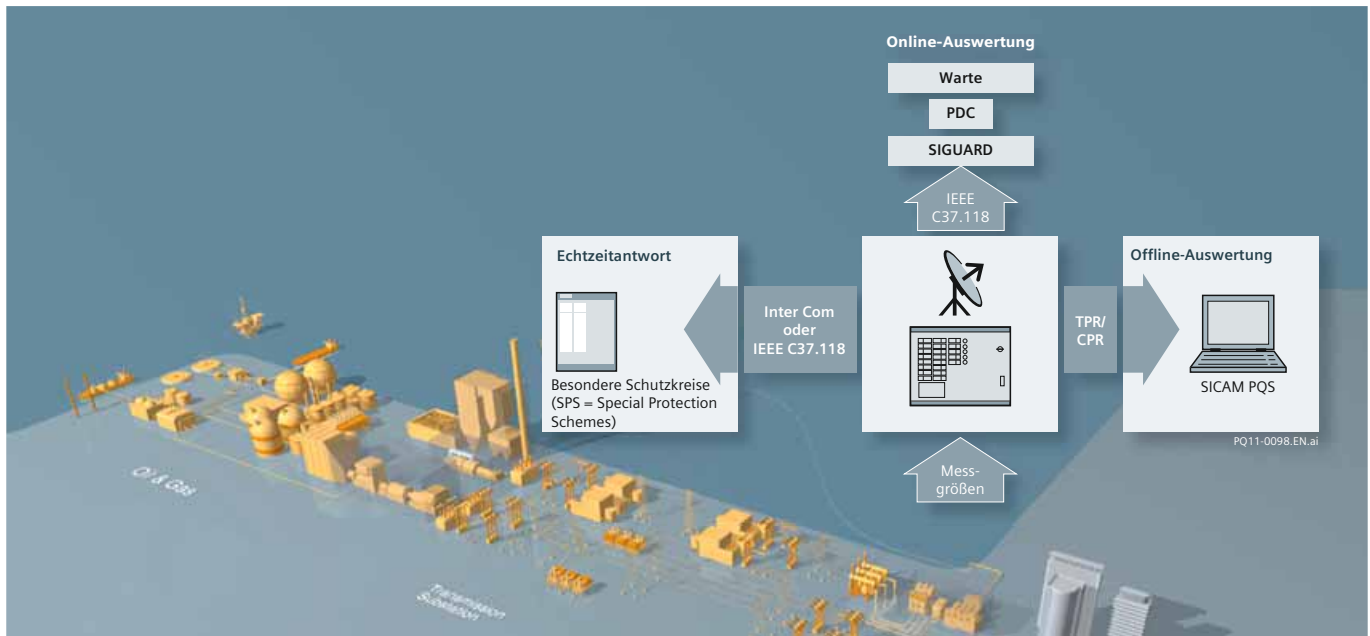 Online-Auswertung
Warte
PDC
SIGUARD
IEEE
C37.118
Echtzeitantwort
Besondere Schutzkreise
(SPS = Special Protection
Schemes)
Inter Com
oder
IEEE C37.118
TPR/
CPR
Offline-Auswertung
SICAM PQS
PQ11-0098.EN.ai
Mess-
größen
Oil & Gas
Transmission
Substation